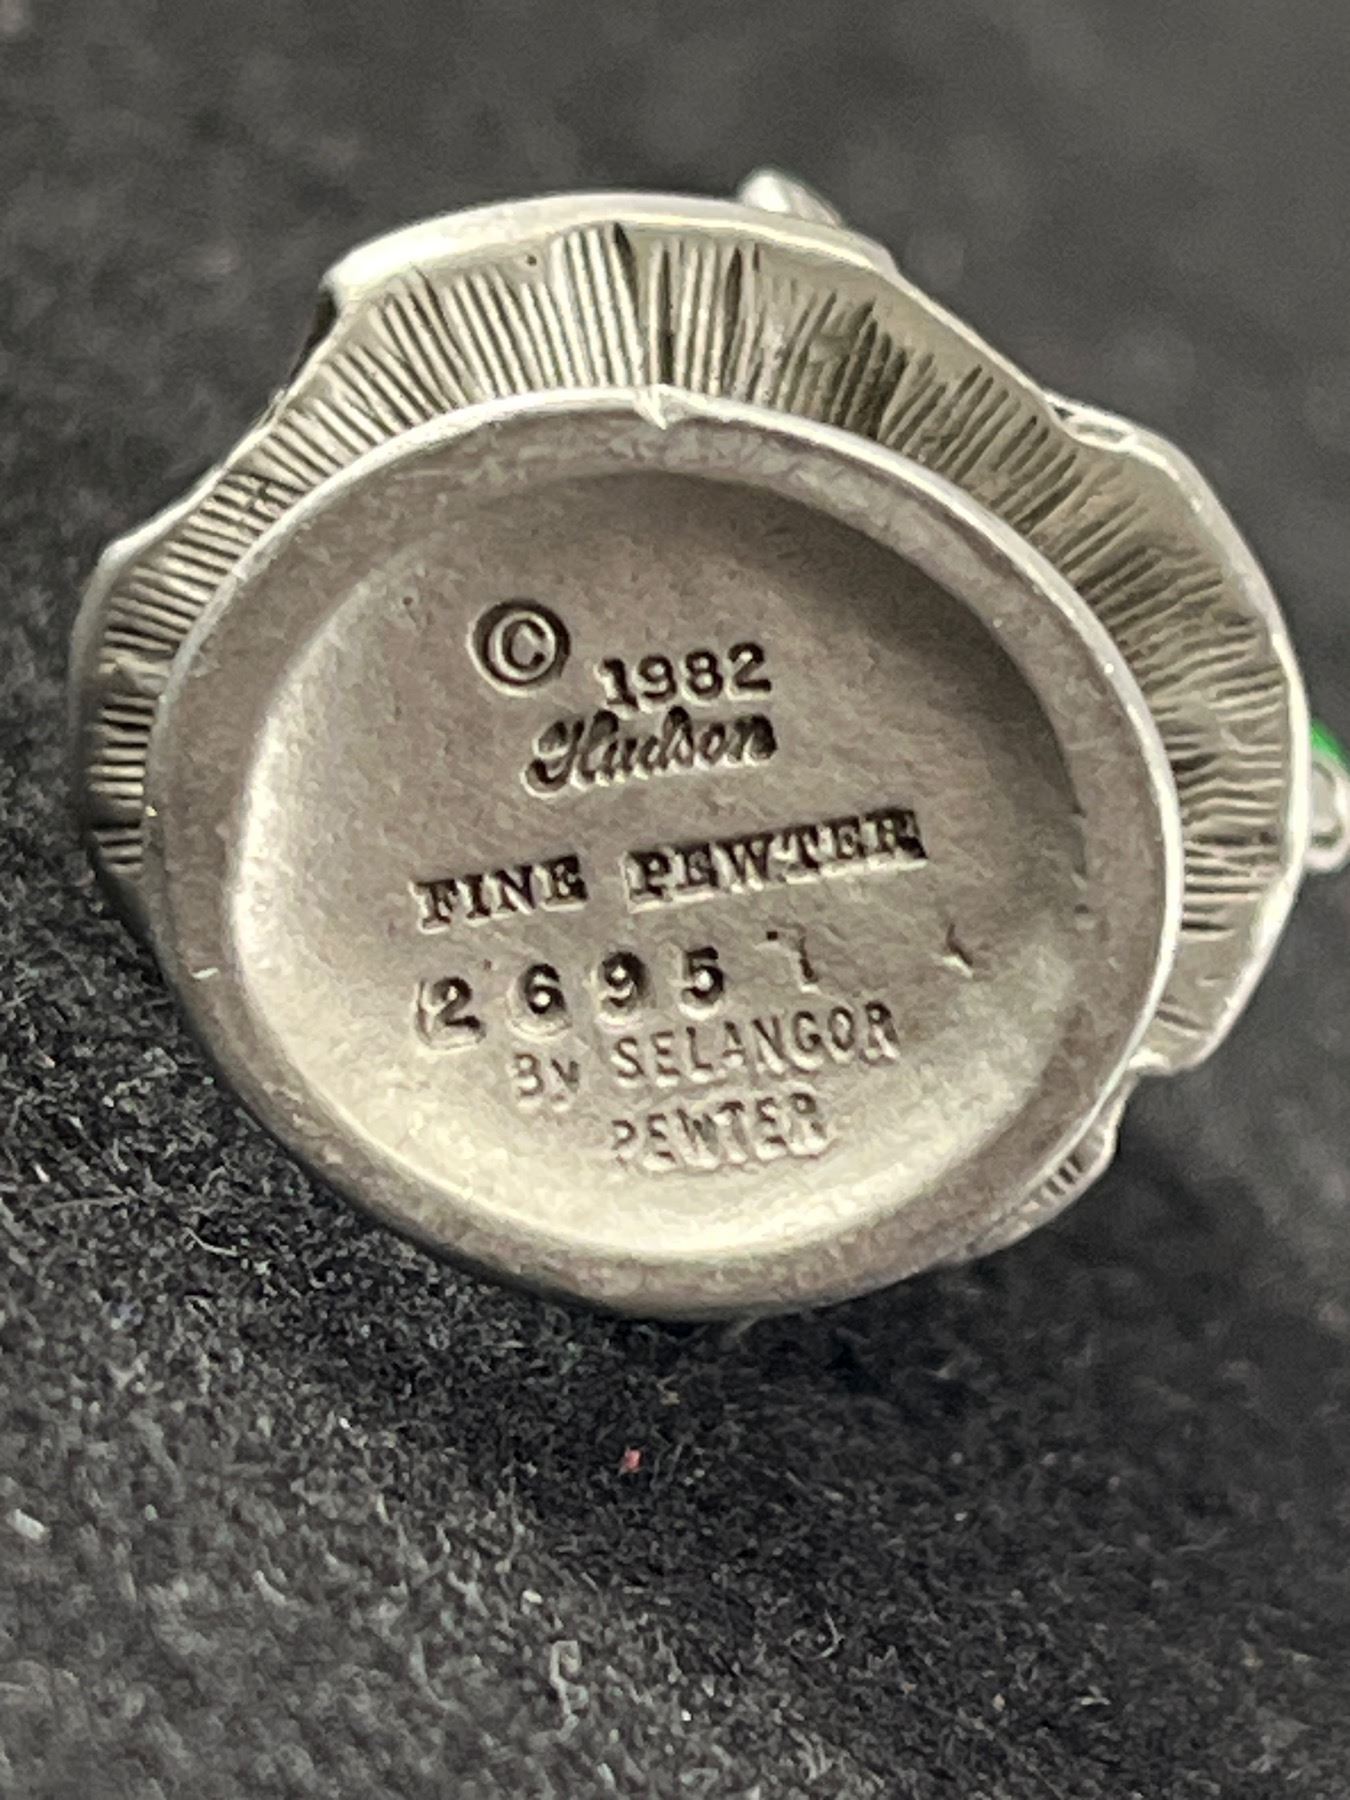 © 1982
Hudson
FINE PEWTER
2695
By SELANGOR
PEWTER